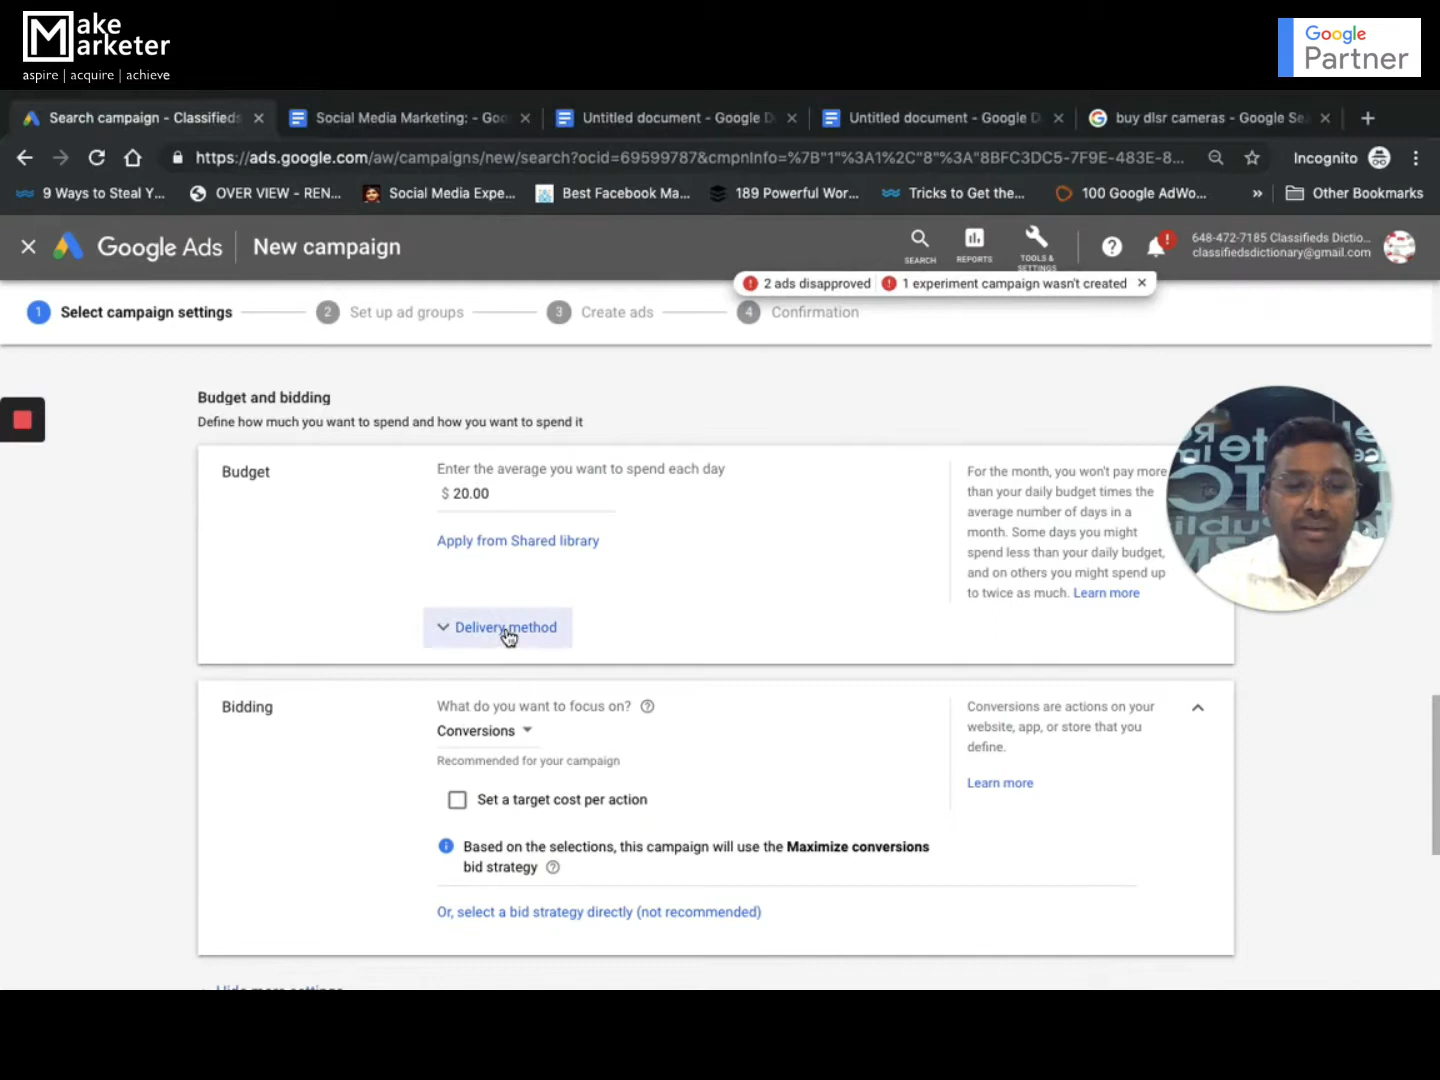 Make
Marketer
aspire | acquire | achieve
Google
Partner
Search campaign - Classifieds
Social Media Marketing: - Goo
Untitled document - Google D
Untitled document - Google D
buy dlsr cameras - Google Se
https://ads.google.com/aw/campaigns/new/search?ocid=69599787&cmpnInfo=%7B"1"%3A1%2C"8"%3A"8BFC3DC5-7F9E-483E-8...
Incognito
9 Ways to Steal Y...
OVER VIEW - REN...
Social Media Expe...
Best Facebook Ma...
189 Powerful Wor...
Tricks to Get the...
100 Google AdWo...
»
Other Bookmarks
Google Ads
New campaign
SEARCH
REPORTS
TOOLS &
SETTINGS
648-472-7185 Classifieds Dictio...
classifiedsdictionary@gmail.com
2 ads disapproved
1 experiment campaign wasn't created
1 Select campaign settings
2 Set up ad groups
3 Create ads
4 Confirmation
Budget and bidding
Define how much you want to spend and how you want to spend it
Budget
Enter the average you want to spend each day
$ 20.00
Apply from Shared library
Delivery method
For the month, you won't pay more
than your daily budget times the
average number of days in a
month. Some days you might
spend less than your daily budget,
and on others you might spend up
to twice as much. Learn more
Bidding
What do you want to focus on?
Conversions
Recommended for your campaign
Set a target cost per action
Based on the selections, this campaign will use the Maximize conversions
bid strategy
Or, select a bid strategy directly (not recommended)
Conversions are actions on your
website, app, or store that you
define.
Learn more